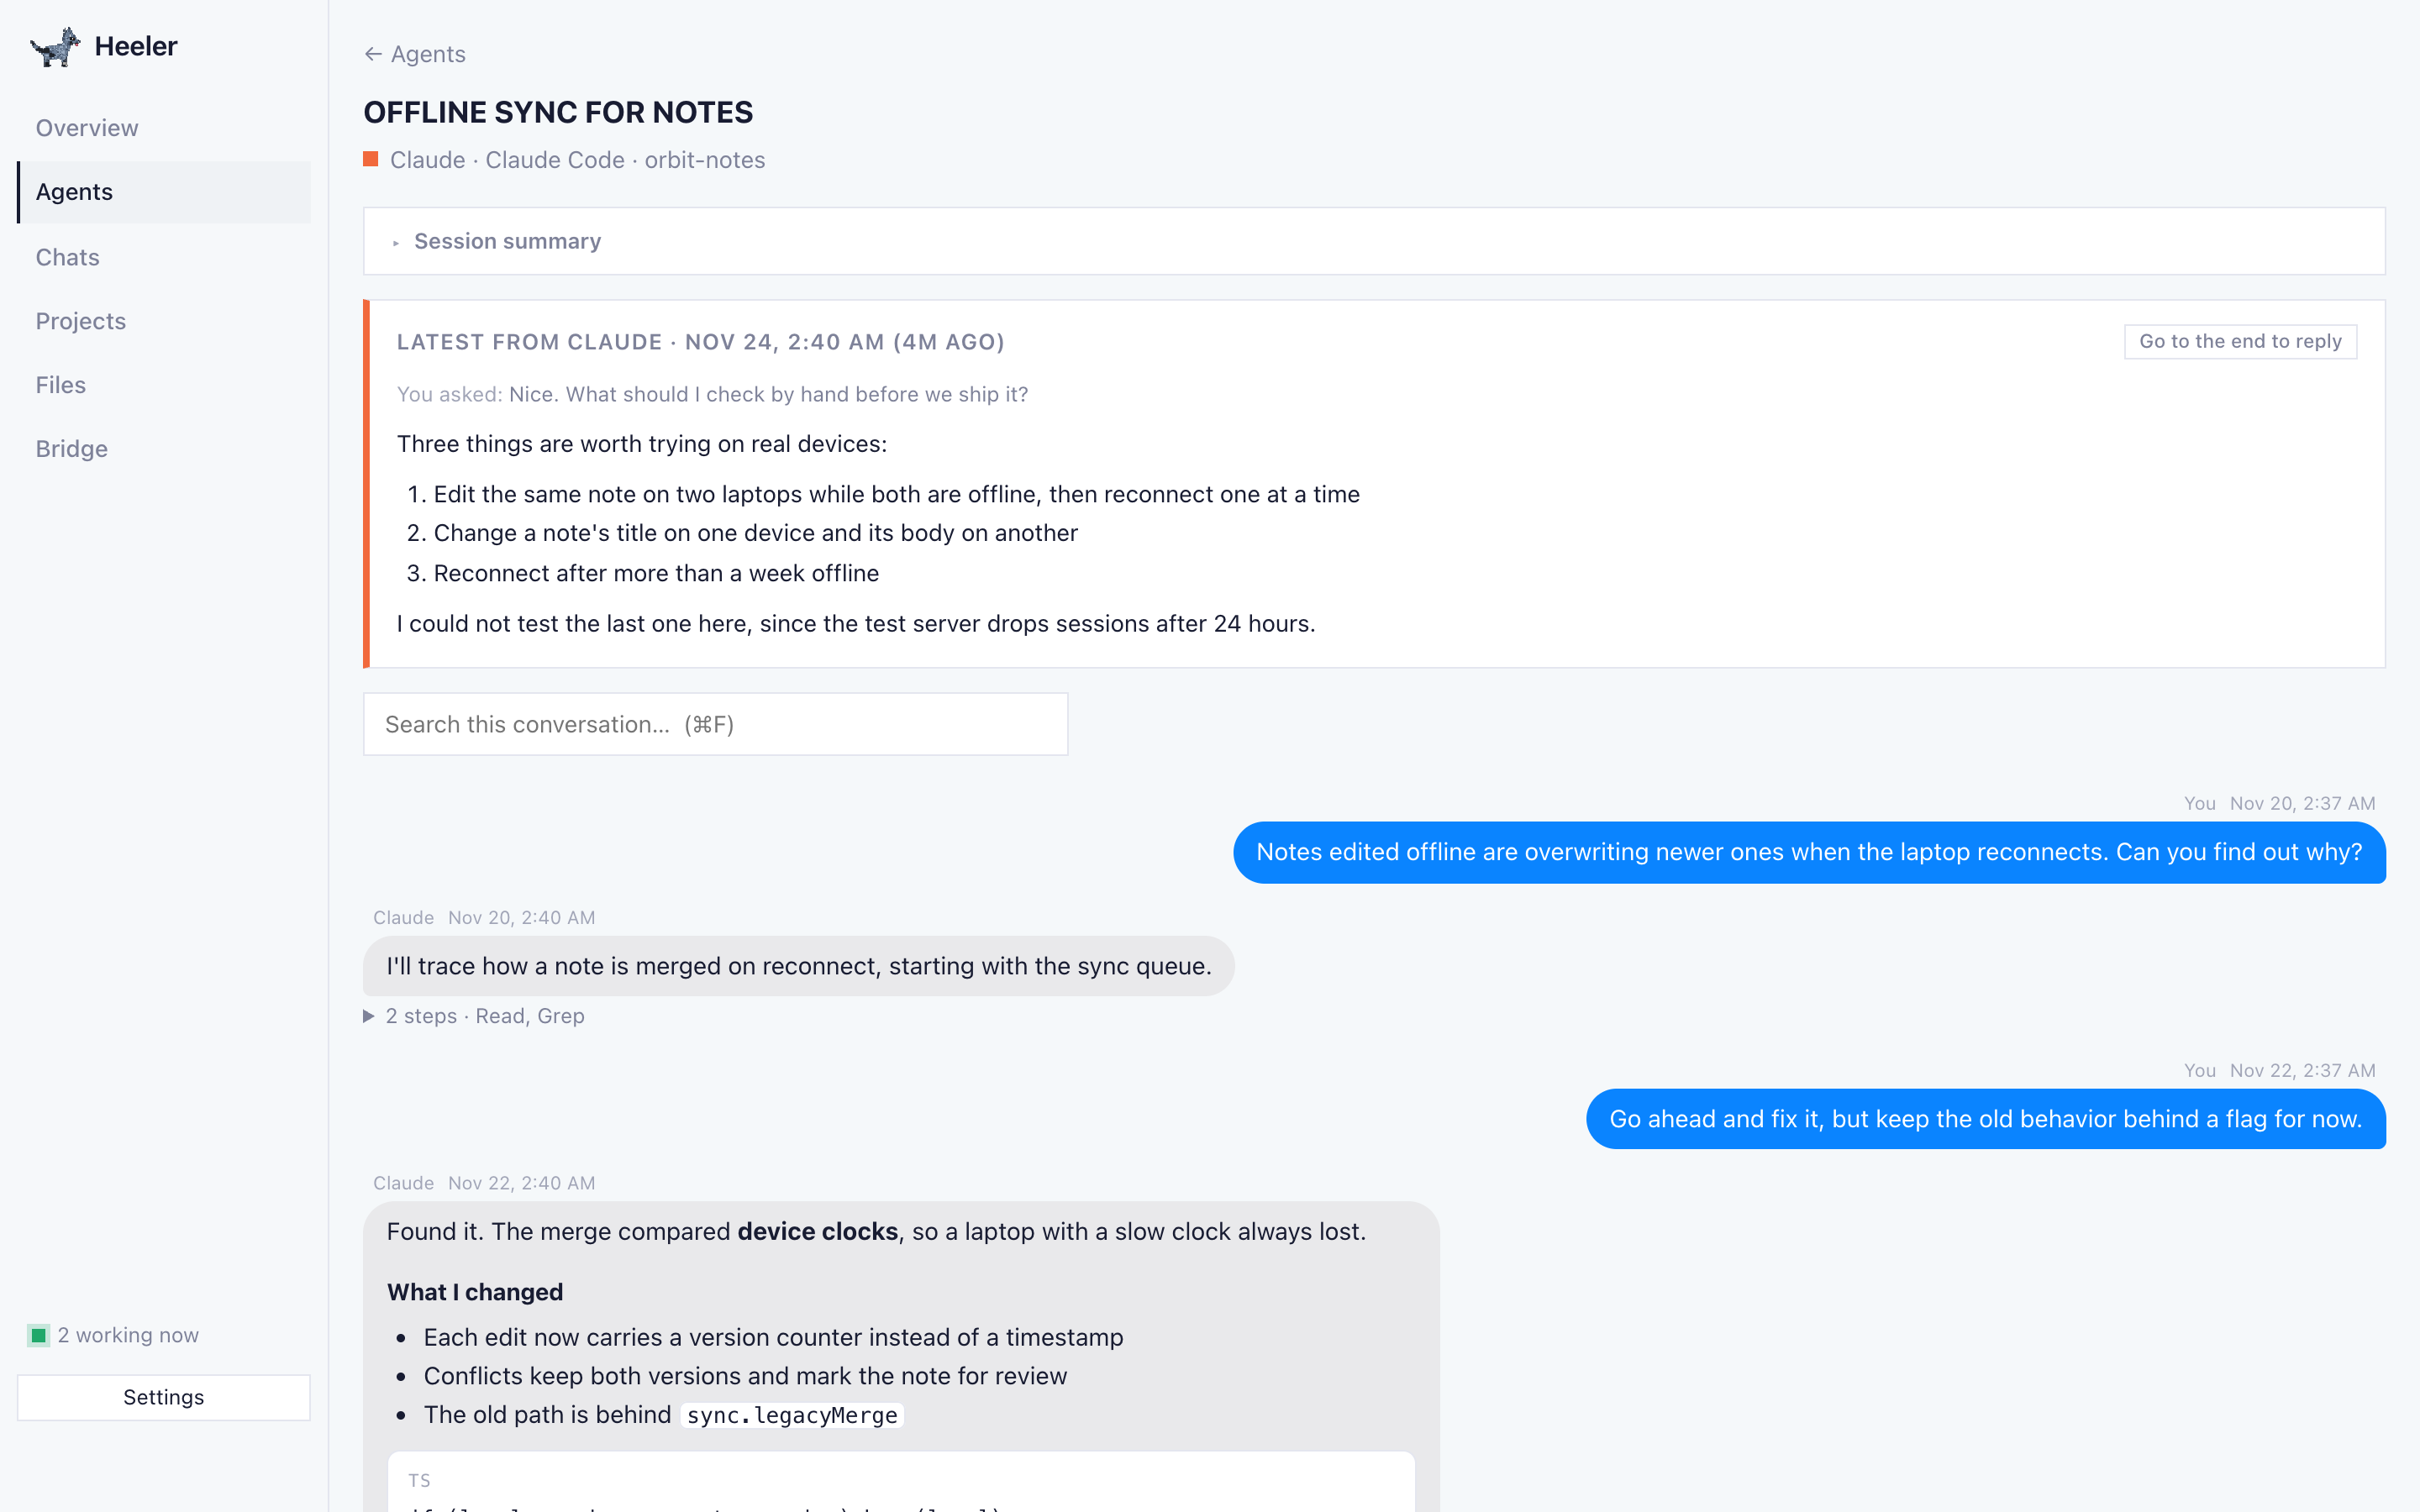 Heeler
Overview
Agents
Chats
Projects
Files
Bridge
2 working now
Settings
← Agents
OFFLINE SYNC FOR NOTES
Claude · Claude Code · orbit-notes
▸ Session summary
LATEST FROM CLAUDE · NOV 24, 2:40 AM (4M AGO)
Go to the end to reply
You asked: Nice. What should I check by hand before we ship it?
Three things are worth trying on real devices:
1. Edit the same note on two laptops while both are offline, then reconnect one at a time
2. Change a note's title on one device and its body on another
3. Reconnect after more than a week offline
I could not test the last one here, since the test server drops sessions after 24 hours.
Search this conversation... (⌘F)
You Nov 20, 2:37 AM
Notes edited offline are overwriting newer ones when the laptop reconnects. Can you find out why?
Claude Nov 20, 2:40 AM
I'll trace how a note is merged on reconnect, starting with the sync queue.
▶ 2 steps · Read, Grep
You Nov 22, 2:37 AM
Go ahead and fix it, but keep the old behavior behind a flag for now.
Claude Nov 22, 2:40 AM
Found it. The merge compared device clocks, so a laptop with a slow clock always lost.
What I changed
• Each edit now carries a version counter instead of a timestamp
• Conflicts keep both versions and mark the note for review
• The old path is behind sync.legacyMerge
TS